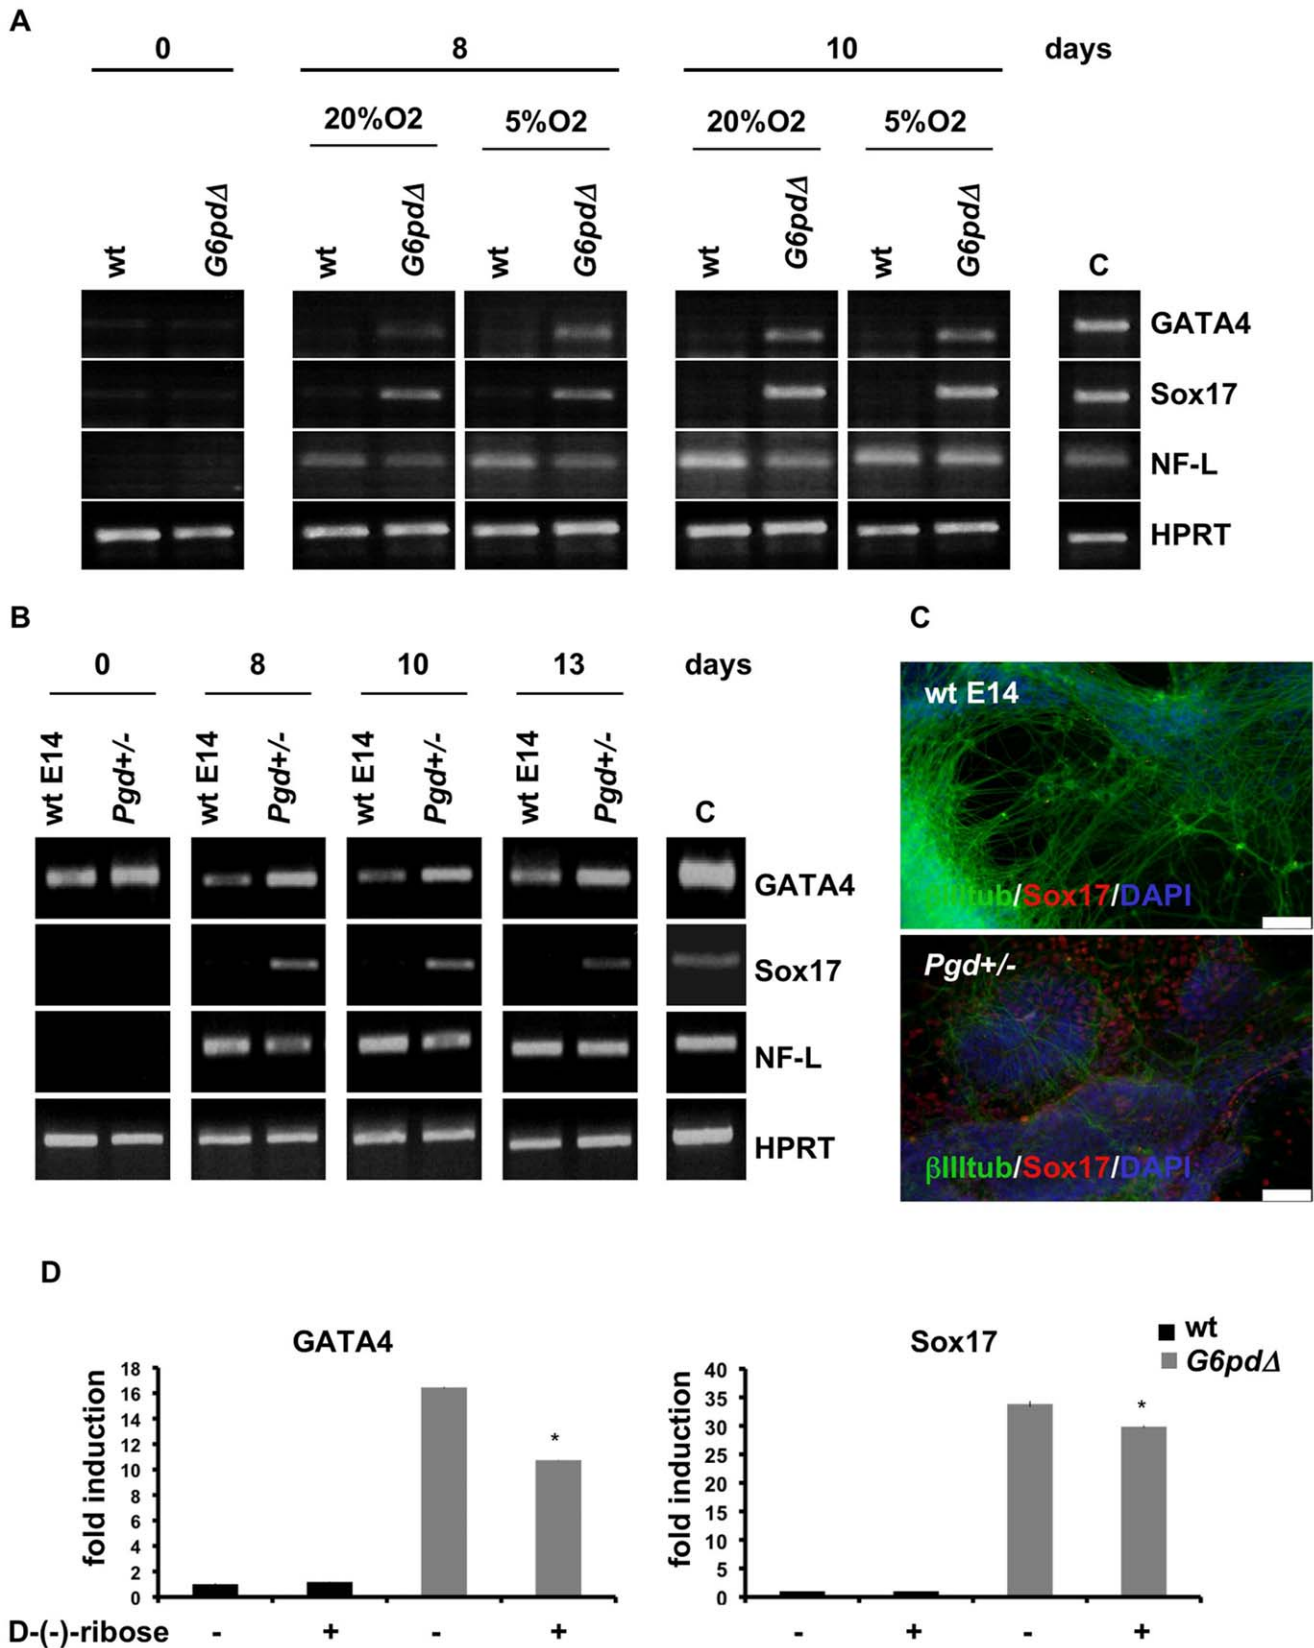 A
0 8 10 days
20%O2 5%O2 20%O2 5%O2
wt G6pdΔ wt G6pdΔ wt G6pdΔ wt G6pdΔ wt G6pdΔ C
GATA4
Sox17
NF-L
HPRT
B
0 8 10 13 days
wt E14 Pgd+/- wt E14 Pgd+/- wt E14 Pgd+/- wt E14 Pgd+/- C
GATA4
Sox17
NF-L
HPRT
C
wt E14
βIIItub/Sox17/DAPI
Pgd+/-
βIIItub/Sox17/DAPI
D
GATA4
fold induction
18
16
14
12
10
8
6
4
2
0
*
D-(-)-ribose - + - +
Sox17
wt
G6pdΔ
fold induction
40
35
30
25
20
15
10
5
0
*
- + - +